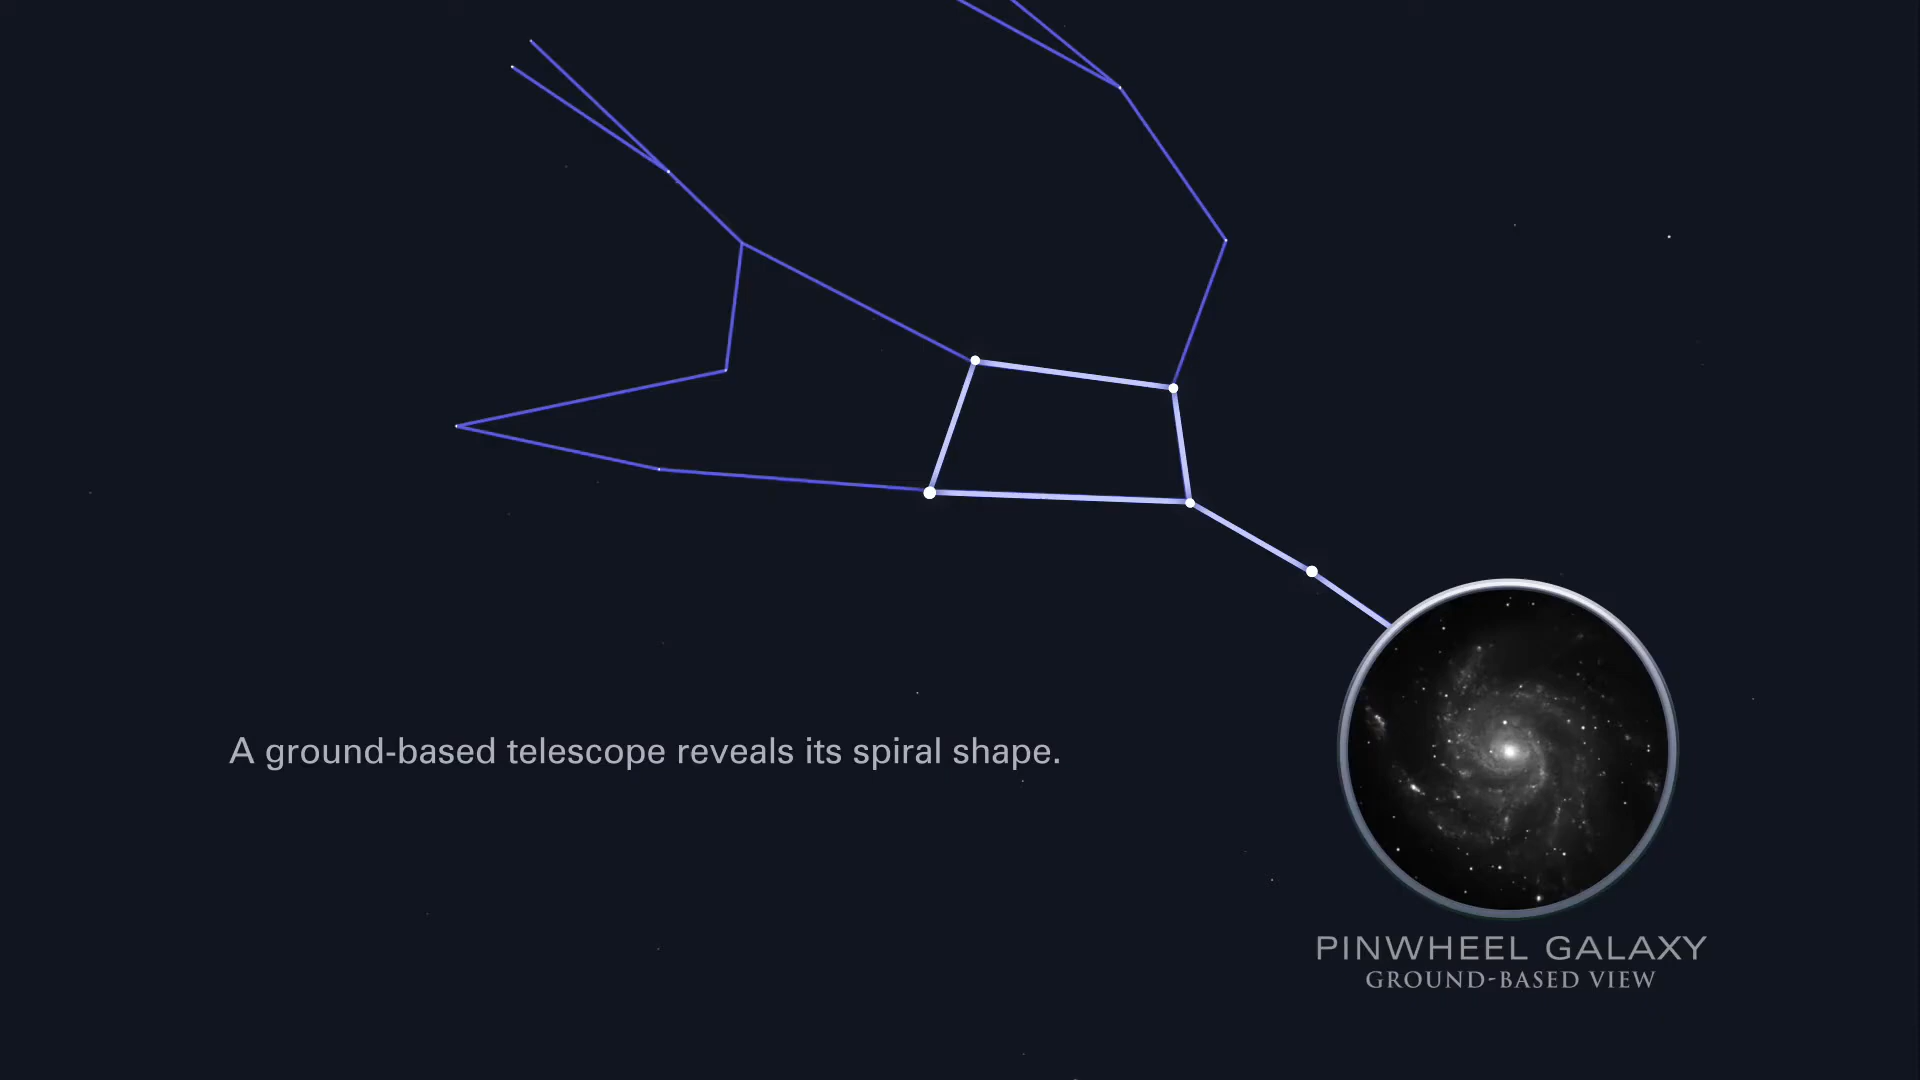 A ground-based telescope reveals its spiral shape.
PINWHEEL GALAXY
GROUND-BASED VIEW